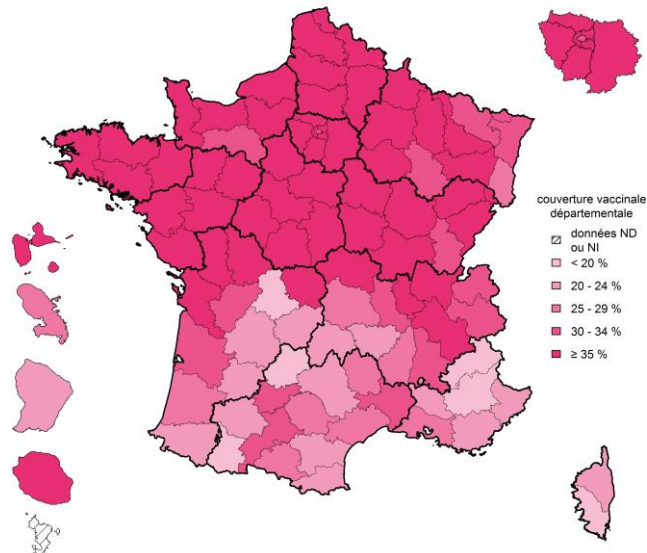 couverture vaccinale
départementale
données ND
ou NI
< 20 %
20 - 24 %
25 - 29 %
30 - 34 %
≥ 35 %